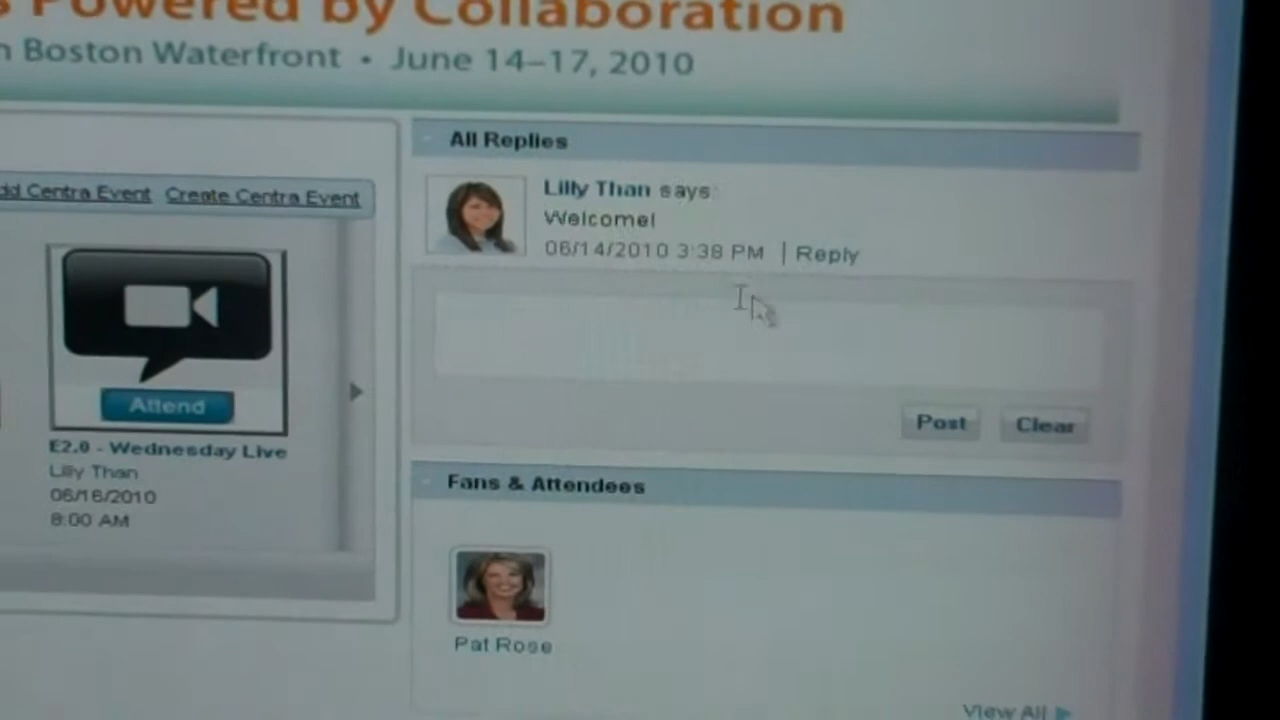 Powered by Collaboration
Boston Waterfront • June 14–17, 2010
All Replies
Lilly Than says:
Welcome!
06/14/2010 3:38 PM | Reply
Centra Event Create Centra Event
Attend
E2.0 - Wednesday Live
Lilly Than
06/16/2010
8:00 AM
Post Clear
Fans & Attendees
Pat Rose
View All